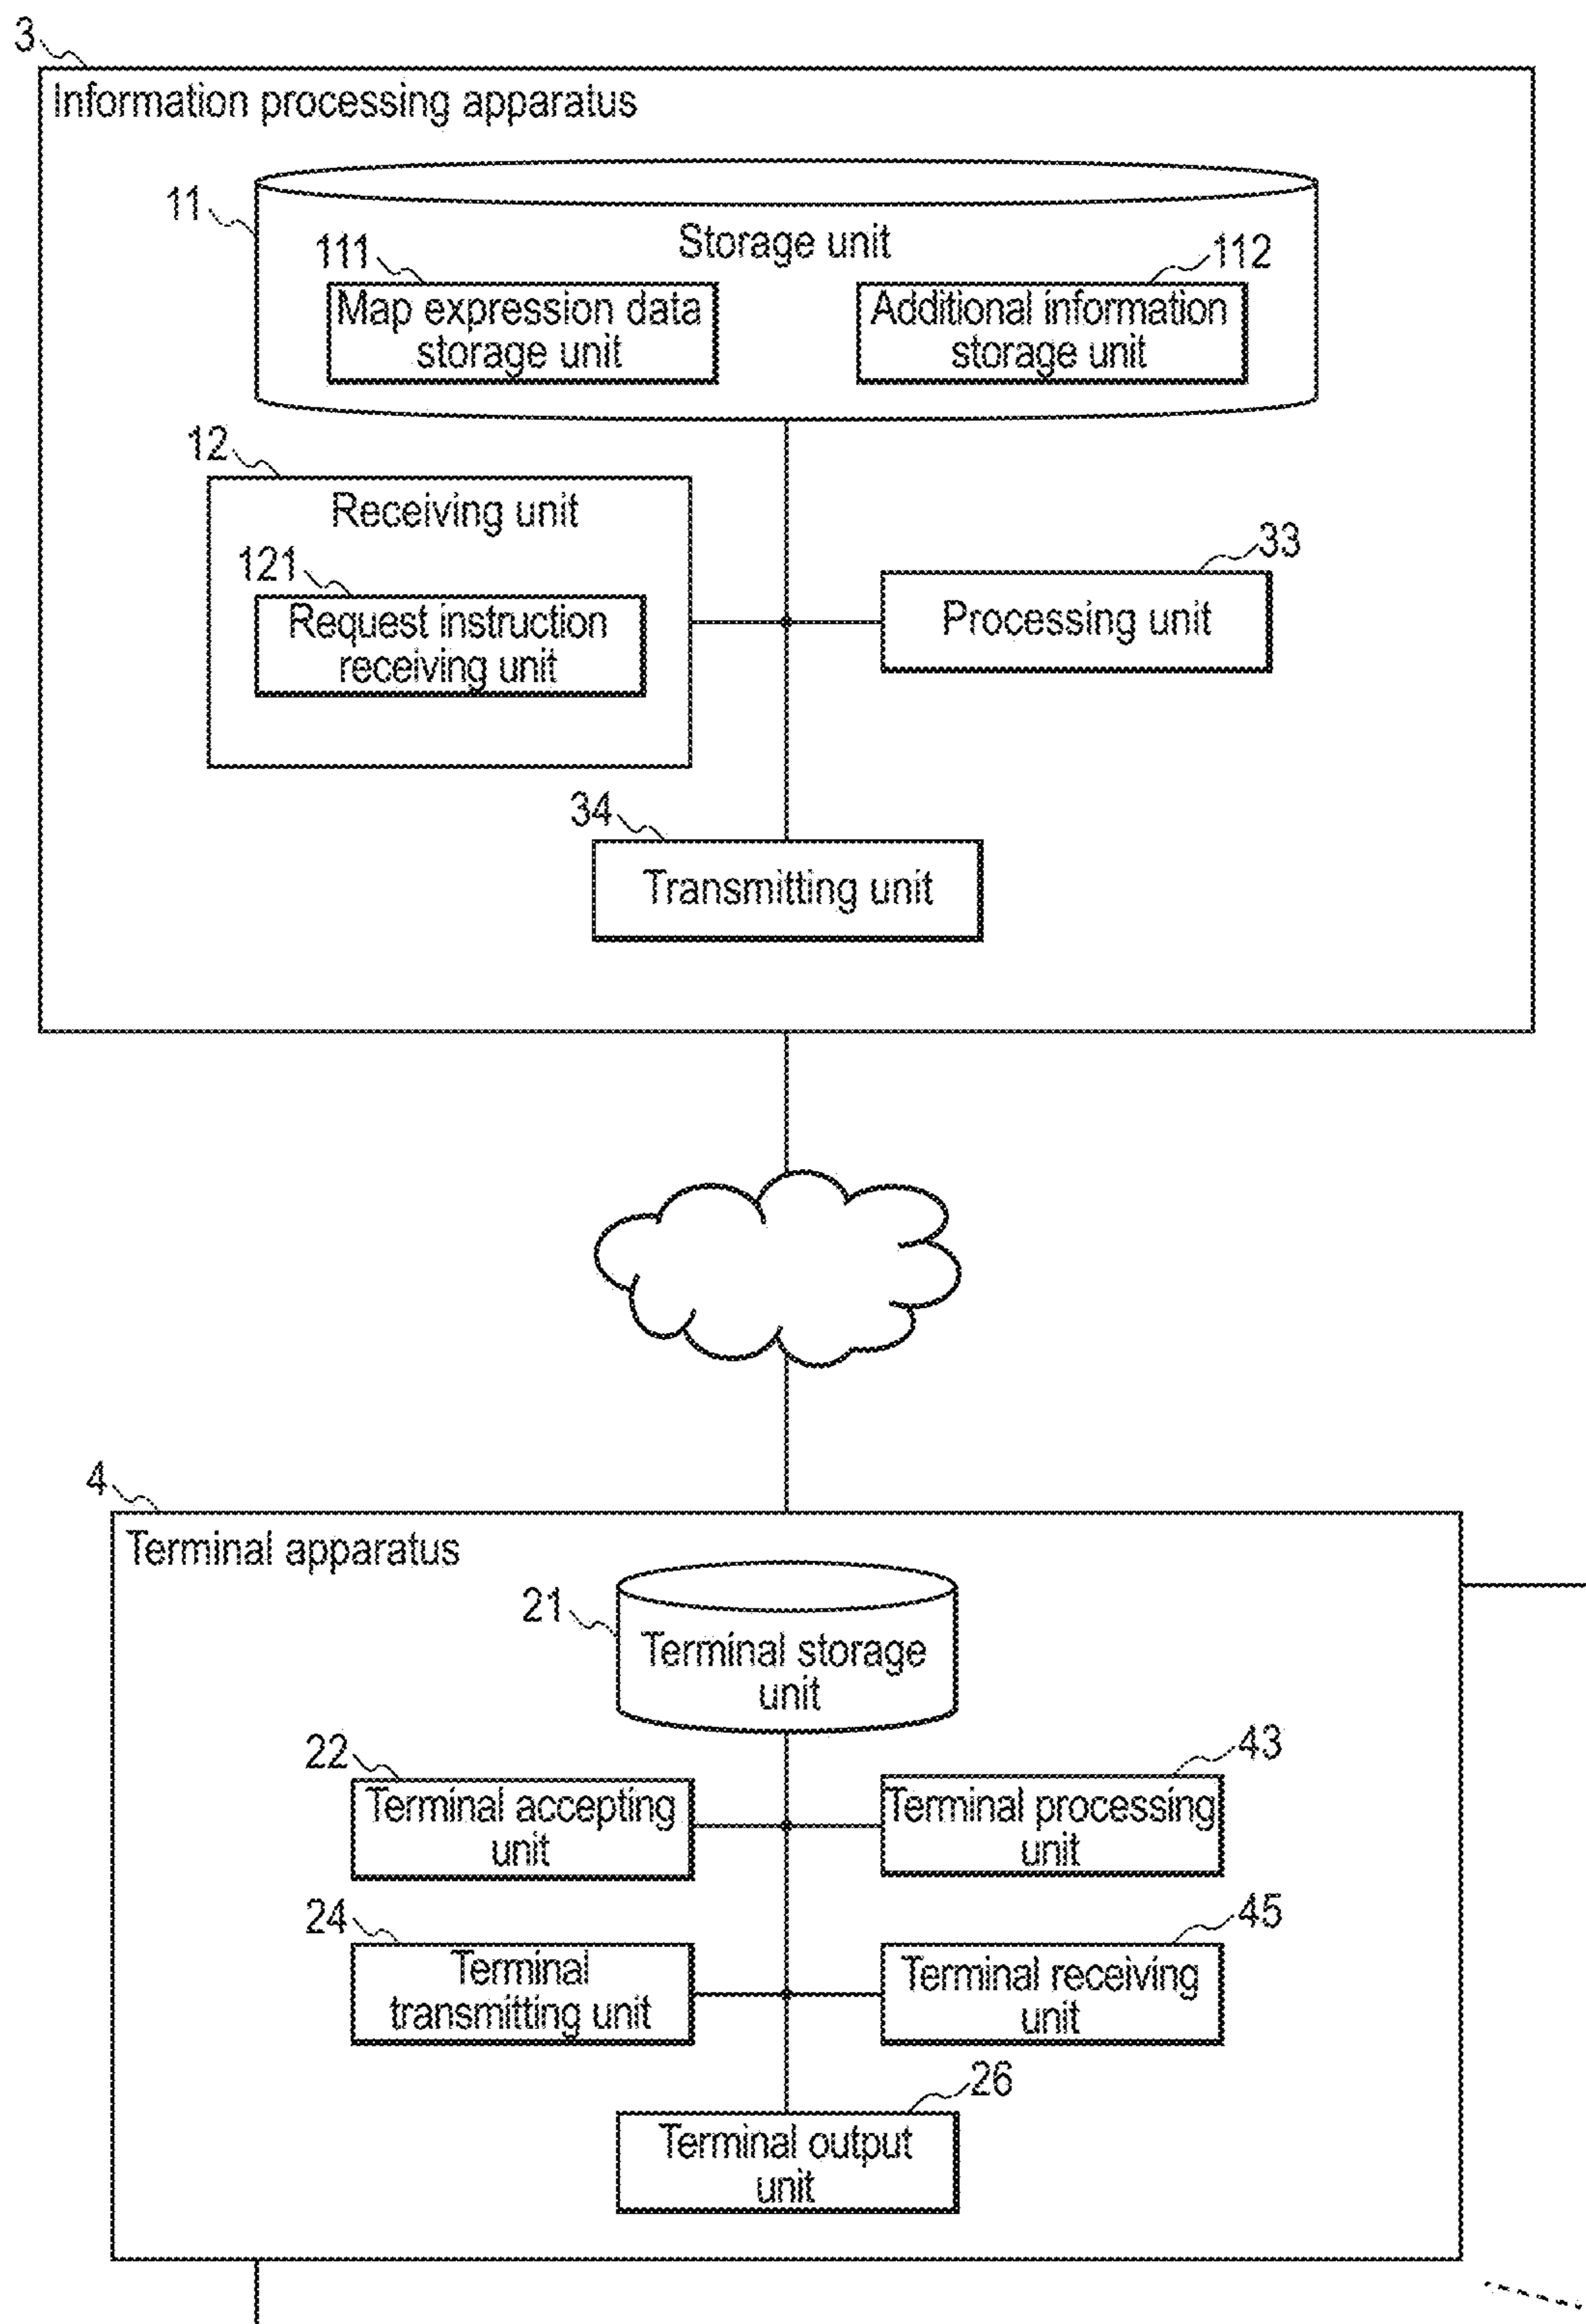 3
Information processing apparatus
11
Storage unit
111
112
Map expression data
storage unit
Additional information
storage unit
12
Receiving unit
121
Request instruction
receiving unit
33
Processing unit
34
Transmitting unit
4
Terminal apparatus
21
Terminal storage
unit
22
Terminal accepting
unit
43
Terminal processing
unit
24
Terminal
transmitting unit
45
Terminal receiving
unit
26
Terminal output
unit